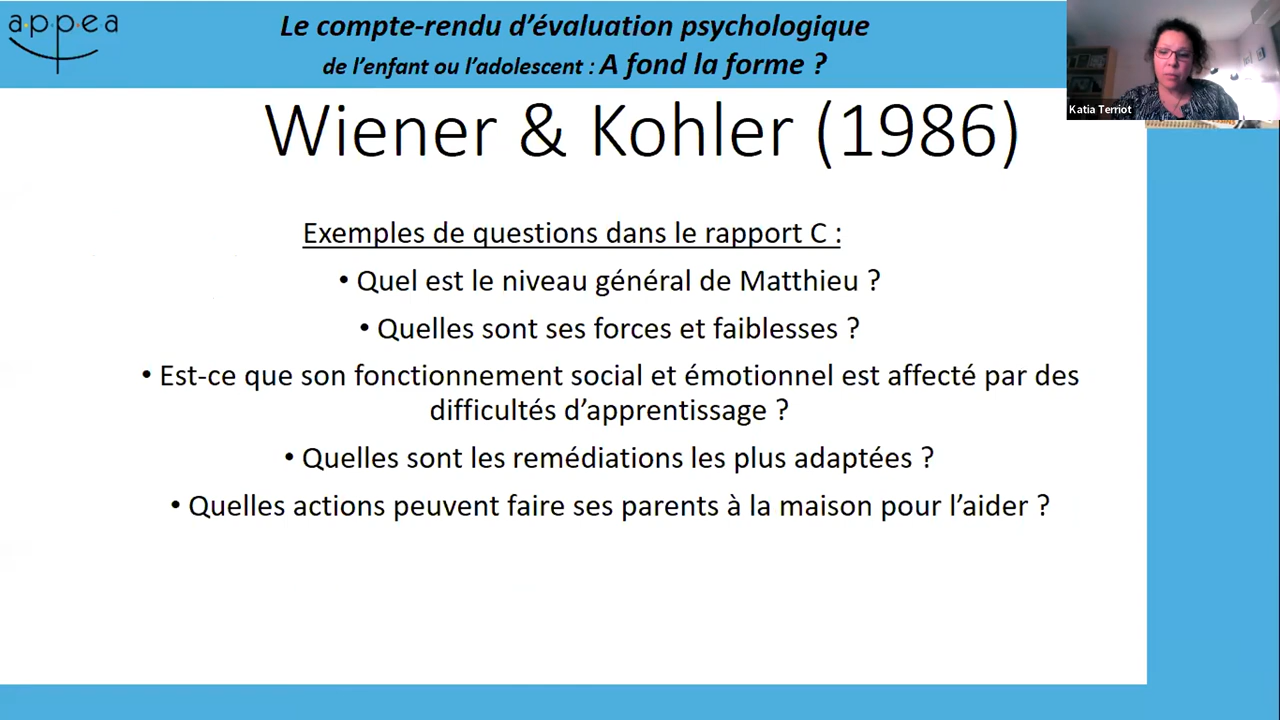 appea
Le compte-rendu d’évaluation psychologique
de l’enfant ou l’adolescent : A fond la forme ?
Katia Terriot
Wiener & Kohler (1986)
Exemples de questions dans le rapport C :
• Quel est le niveau général de Matthieu ?
• Quelles sont ses forces et faiblesses ?
• Est-ce que son fonctionnement social et émotionnel est affecté par des
difficultés d’apprentissage ?
• Quelles sont les remédiations les plus adaptées ?
• Quelles actions peuvent faire ses parents à la maison pour l’aider ?